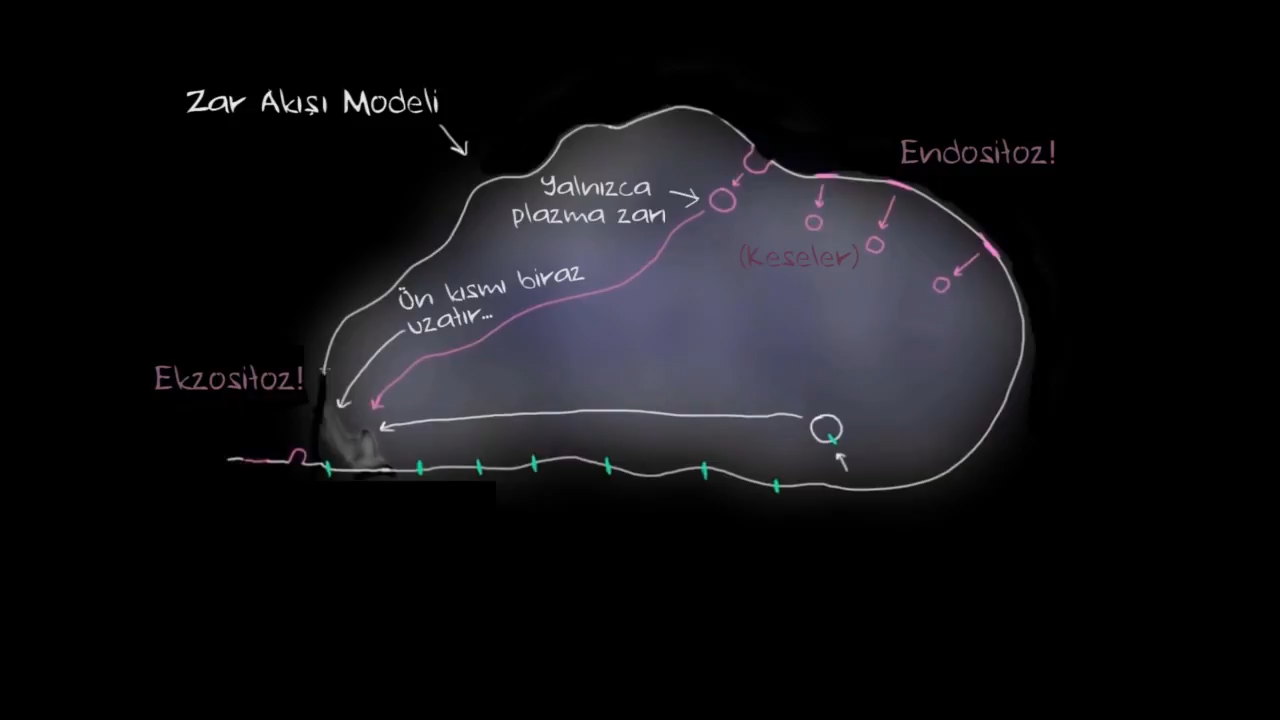 Zar Akışı Modeli
Endositoz!
Yalnızca
plazma zarı
(Keseler)
Ön kısmı biraz
uzatır...
Ekzositoz!